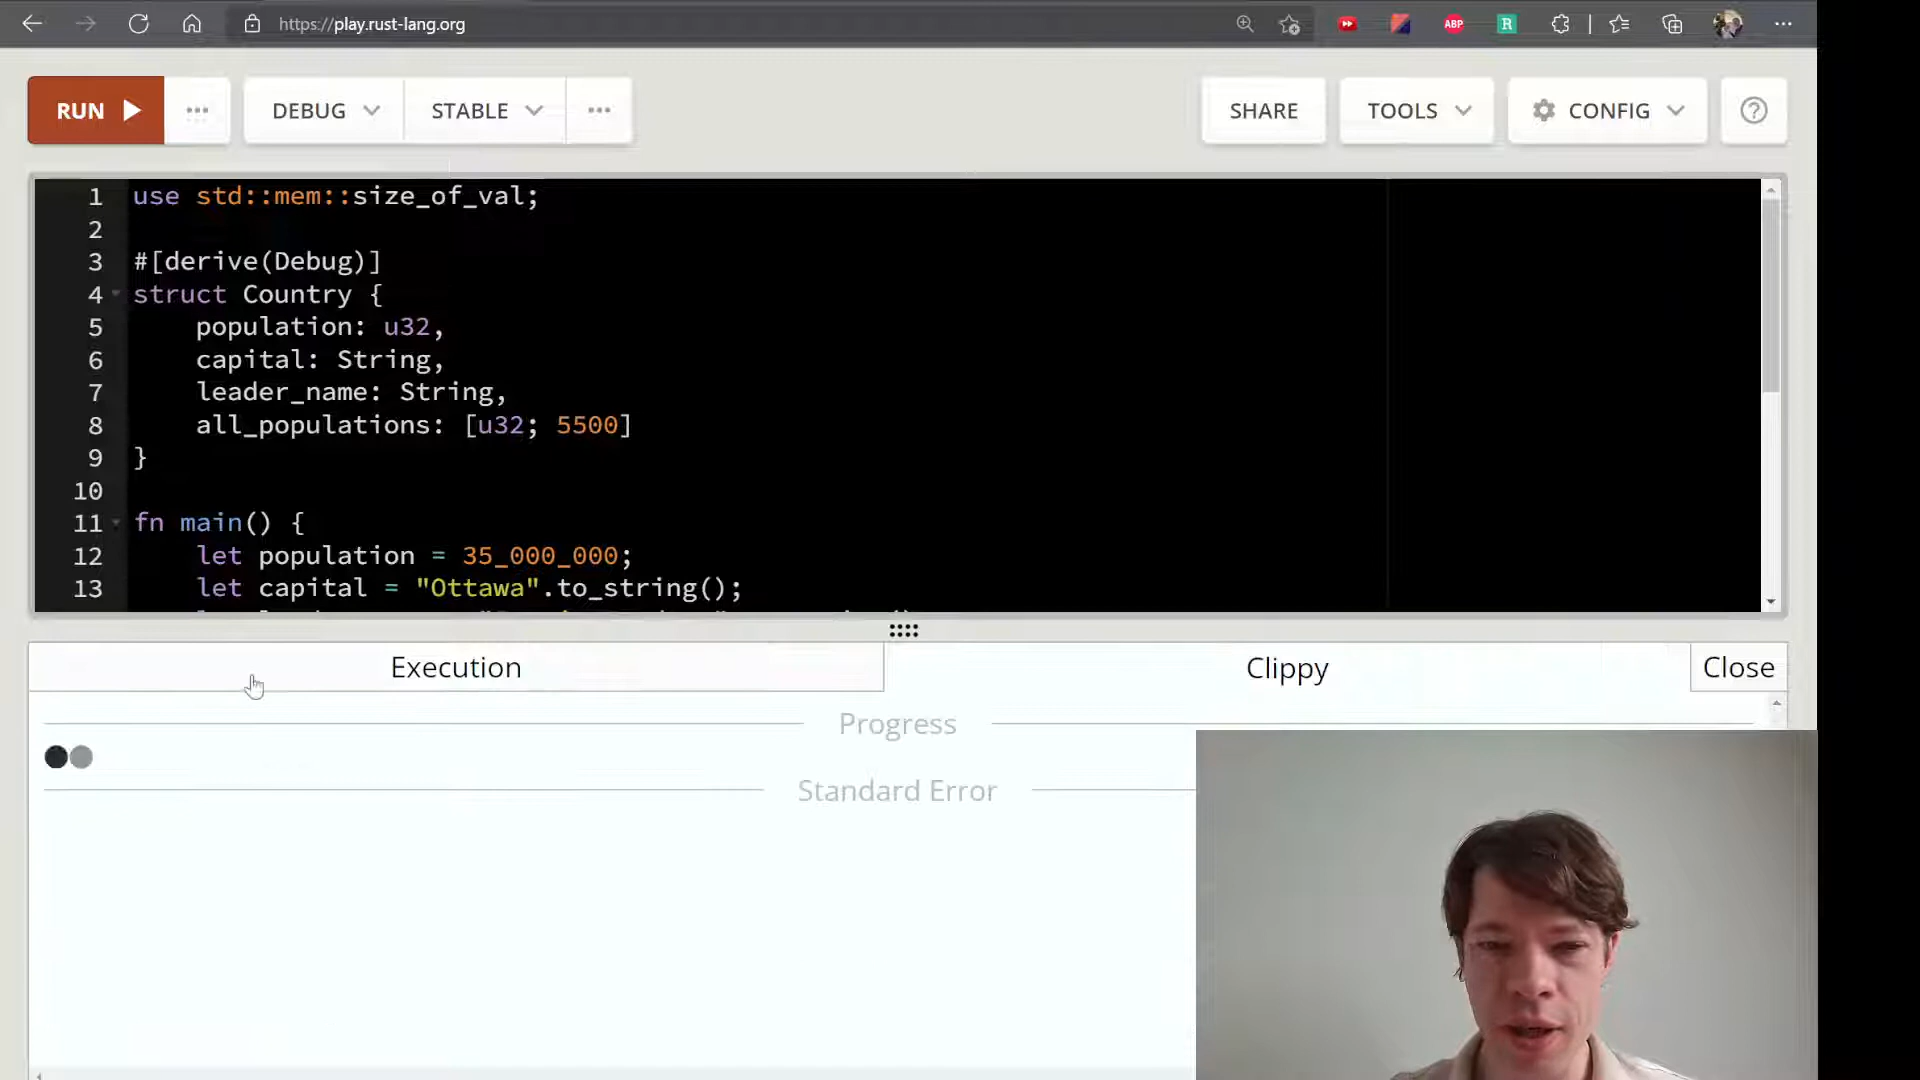 https://play.rust-lang.org
ABP
R
RUN
DEBUG
STABLE
SHARE
TOOLS
CONFIG
1 use std::mem::size_of_val;
2
3 #[derive(Debug)]
4 struct Country {
5 population: u32,
6 capital: String,
7 leader_name: String,
8 all_populations: [u32; 5500]
9 }
10
11 fn main() {
12 let population = 35_000_000;
13 let capital = "Ottawa".to_string();
Execution
Clippy
Close
Progress
Standard Error